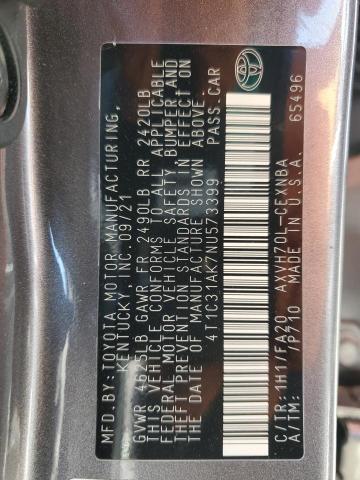 MFD.BY:TOYOTA MOTOR MANUFACTURING,
KENTUCKY, INC. 09/21
GVWR 4625LB GAWR FR 2490LB RR 2420LB
THIS VEHICLE CONFORMS TO ALL APPLICABLE
FEDERAL MOTOR VEHICLE SAFETY, BUMPER, AND
THEFT PREVENTION STANDARDS IN EFFECT ON
THE DATE OF MANUFACTURE SHOWN ABOVE.
4T1C31AK7NU573399 PASS.CAR
C/TR: 1H1/FA20 AXVH70L-CEXNBA
A/TM: /P710 MADE IN U.S.A. 65496